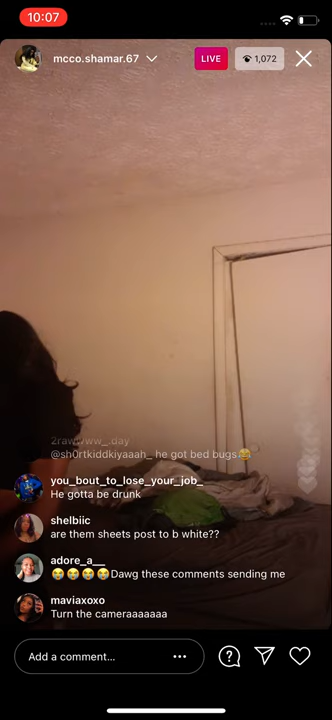 10:07
mcco.shamar.67
LIVE
1,072
@sh0rtkiddkiyaaah_ he got bed bugs😂
you_bout_to_lose_your_job_
He gotta be drunk
shelbiic
are them sheets post to b white??
adore_a__
😭😭😭😭Dawg these comments sending me
maviaxoxo
Turn the cameraaaaaaa
Add a comment...